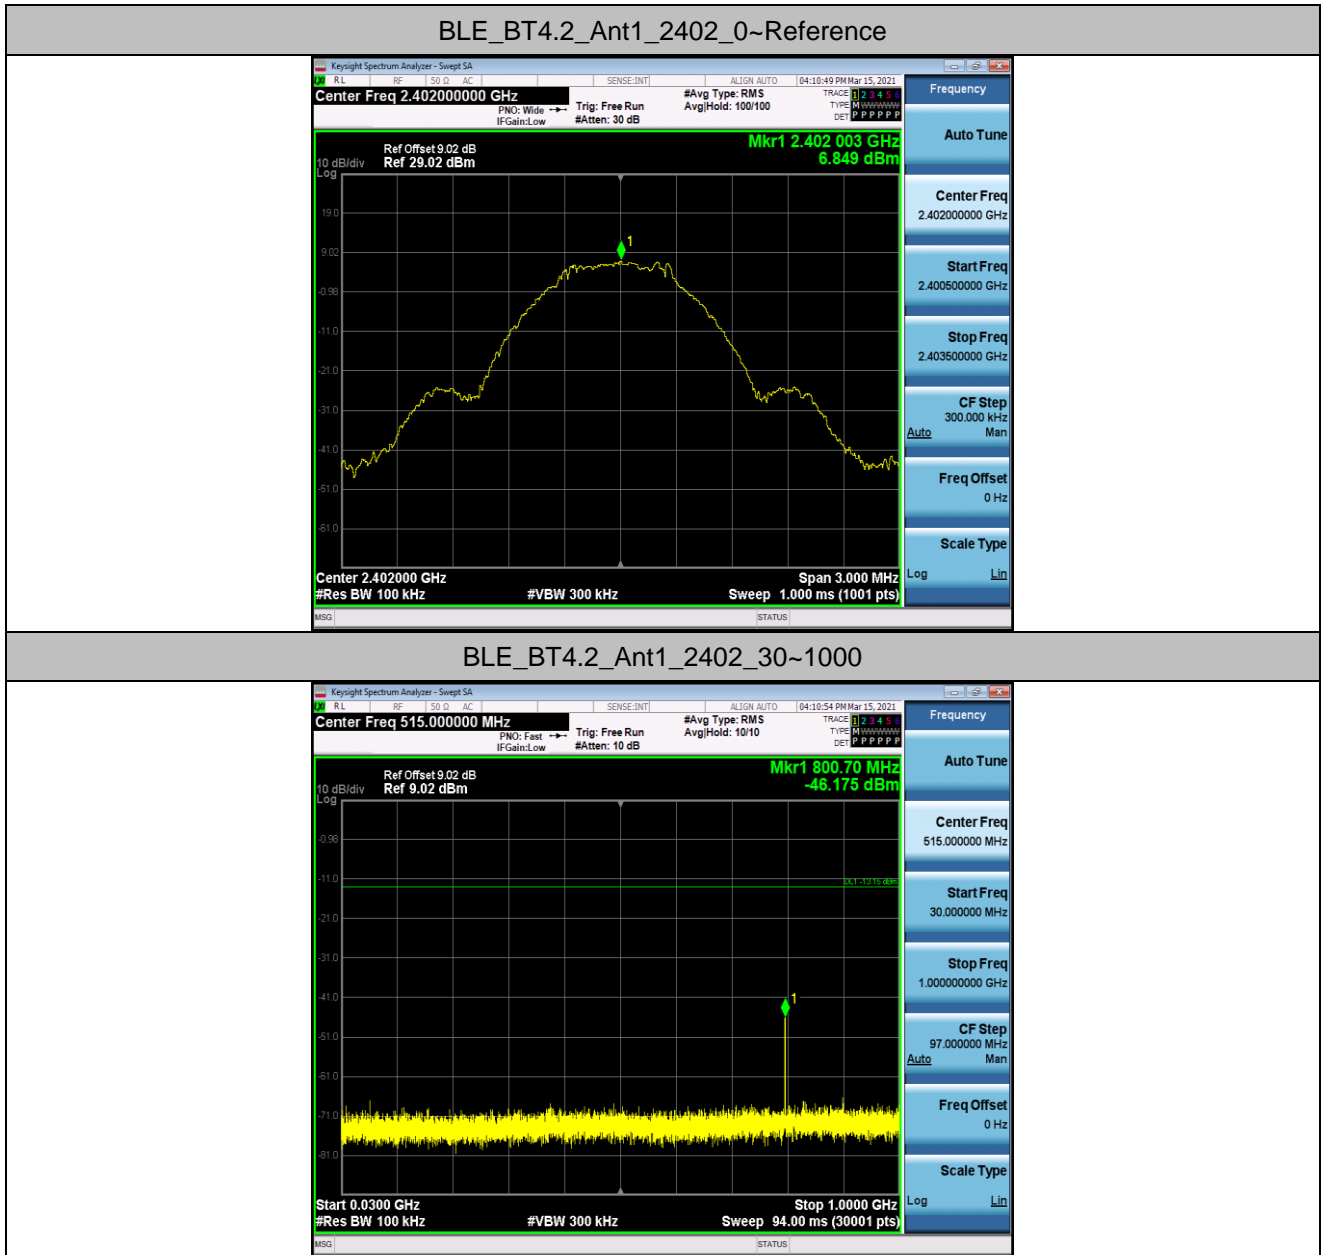 BLE_BT4.2_Ant1_2402_0~Reference
Keysight Spectrum Analyzer - Swept SA
RL RF 50 Ω AC SENSE:INT ALIGN AUTO 04:10:49 PM Mar 15, 2021
Center Freq 2.402000000 GHz
PNO: Wide
IFGain:Low
Trig: Free Run
#Atten: 30 dB
#Avg Type: RMS
Avg|Hold: 100/100
TRACE 1 2 3 4 5 6
TYPE M WWWWW
DET P P P P P P
Frequency
Auto Tune
Mkr1 2.402 003 GHz
6.849 dBm
Ref Offset 9.02 dB
10 dB/div Ref 29.02 dBm
Log
19.0
9.02
-0.98
-11.0
-21.0
-31.0
-41.0
-51.0
-61.0
1
Center Freq
2.402000000 GHz
Start Freq
2.400500000 GHz
Stop Freq
2.403500000 GHz
CF Step
300.000 kHz
Auto Man
Freq Offset
0 Hz
Scale Type
Log Lin
Center 2.402000 GHz Span 3.000 MHz
#Res BW 100 kHz #VBW 300 kHz Sweep 1.000 ms (1001 pts)
MSG STATUS
BLE_BT4.2_Ant1_2402_30~1000
Keysight Spectrum Analyzer - Swept SA
RL RF 50 Ω AC SENSE:INT ALIGN AUTO 04:10:54 PM Mar 15, 2021
Center Freq 515.000000 MHz
PNO: Fast
IFGain:Low
Trig: Free Run
#Atten: 10 dB
#Avg Type: RMS
Avg|Hold: 10/10
TRACE 1 2 3 4 5 6
TYPE M WWWWW
DET P P P P P P
Frequency
Auto Tune
Mkr1 800.70 MHz
-46.175 dBm
Ref Offset 9.02 dB
10 dB/div Ref 9.02 dBm
Log
-0.98
-11.0
-21.0
-31.0
-41.0
-51.0
-61.0
-71.0
-81.0
DL1 -13.15 dBm
1
Center Freq
515.000000 MHz
Start Freq
30.000000 MHz
Stop Freq
1.000000000 GHz
CF Step
97.000000 MHz
Auto Man
Freq Offset
0 Hz
Scale Type
Log Lin
Start 0.0300 GHz Stop 1.0000 GHz
#Res BW 100 kHz #VBW 300 kHz Sweep 94.00 ms (30001 pts)
MSG STATUS